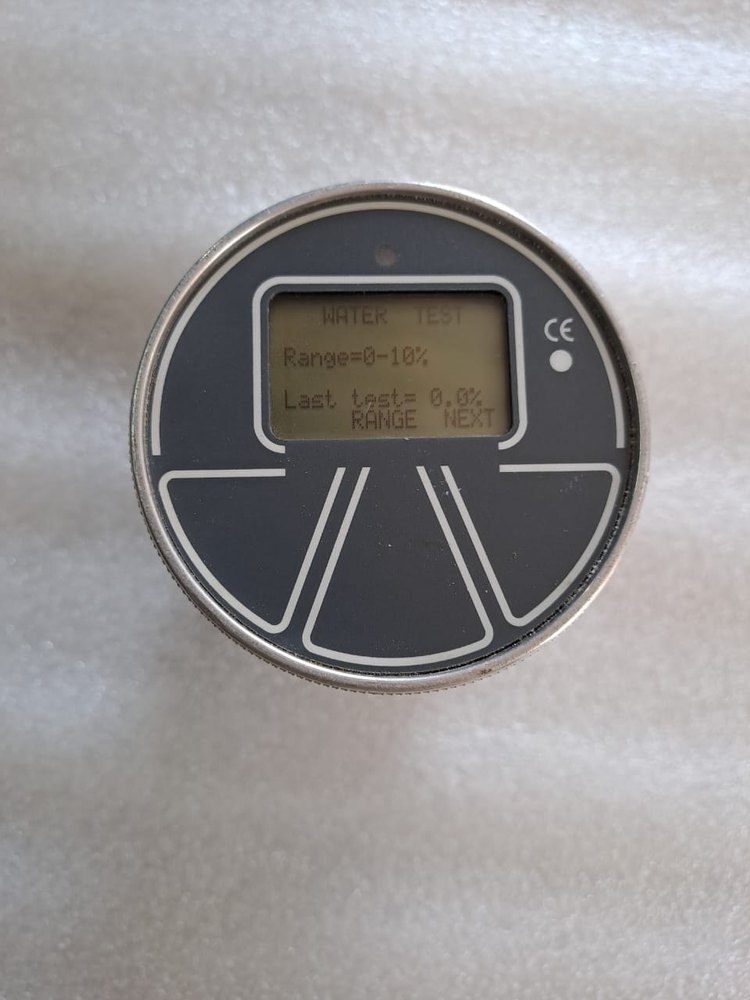 WATER TEST
CE
Range=0-10%
Last test= 0.0%
RANGE NEXT